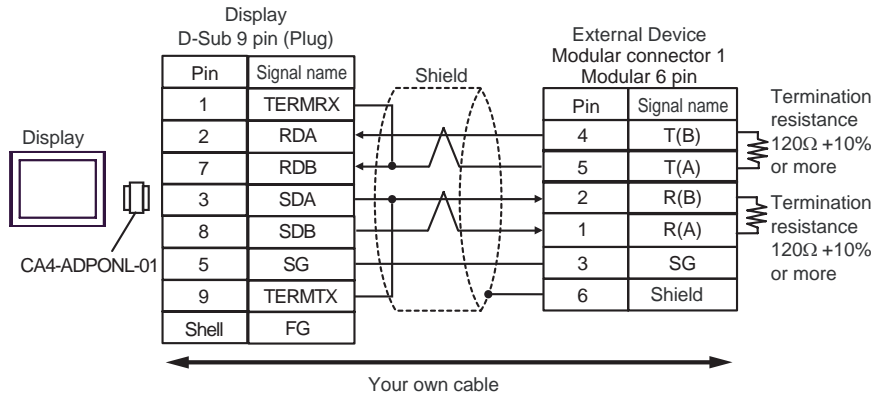 Display
D-Sub 9 pin (Plug)
Pin Signal name
1 TERMRX
2 RDA
7 RDB
3 SDA
8 SDB
5 SG
9 TERMTX
Shell FG
Shield
External Device
Modular connector 1
Modular 6 pin
Pin Signal name
4 T(B)
5 T(A)
2 R(B)
1 R(A)
3 SG
6 Shield
Termination
resistance
120Ω +10%
or more
Termination
resistance
120Ω +10%
or more
Display
CA4-ADPONL-01
Your own cable